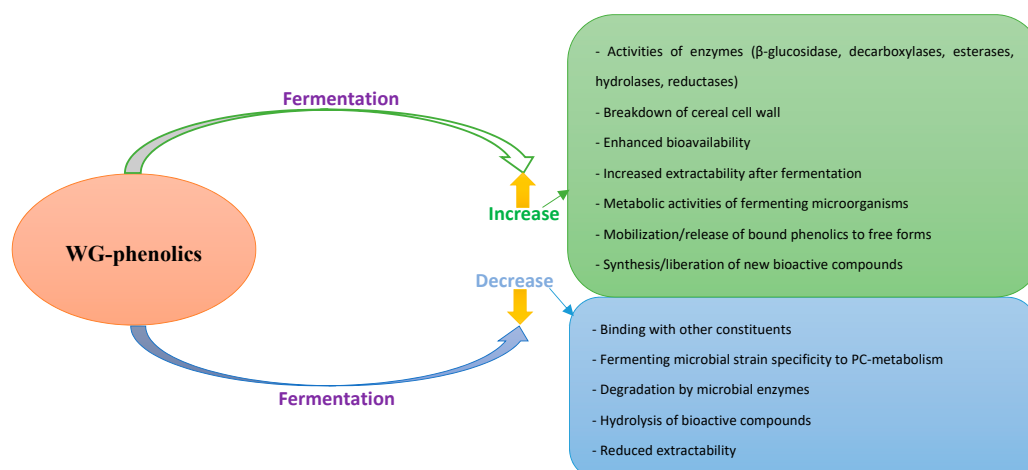 Fermentation
WG-phenolics
Increase
Decrease
Fermentation
- Activities of enzymes (β-glucosidase, decarboxylases, esterases,
hydrolases, reductases)
- Breakdown of cereal cell wall
- Enhanced bioavailability
- Increased extractability after fermentation
- Metabolic activities of fermenting microorganisms
- Mobilization/release of bound phenolics to free forms
- Synthesis/liberation of new bioactive compounds
- Binding with other constituents
- Fermenting microbial strain specificity to PC-metabolism
- Degradation by microbial enzymes
- Hydrolysis of bioactive compounds
- Reduced extractability